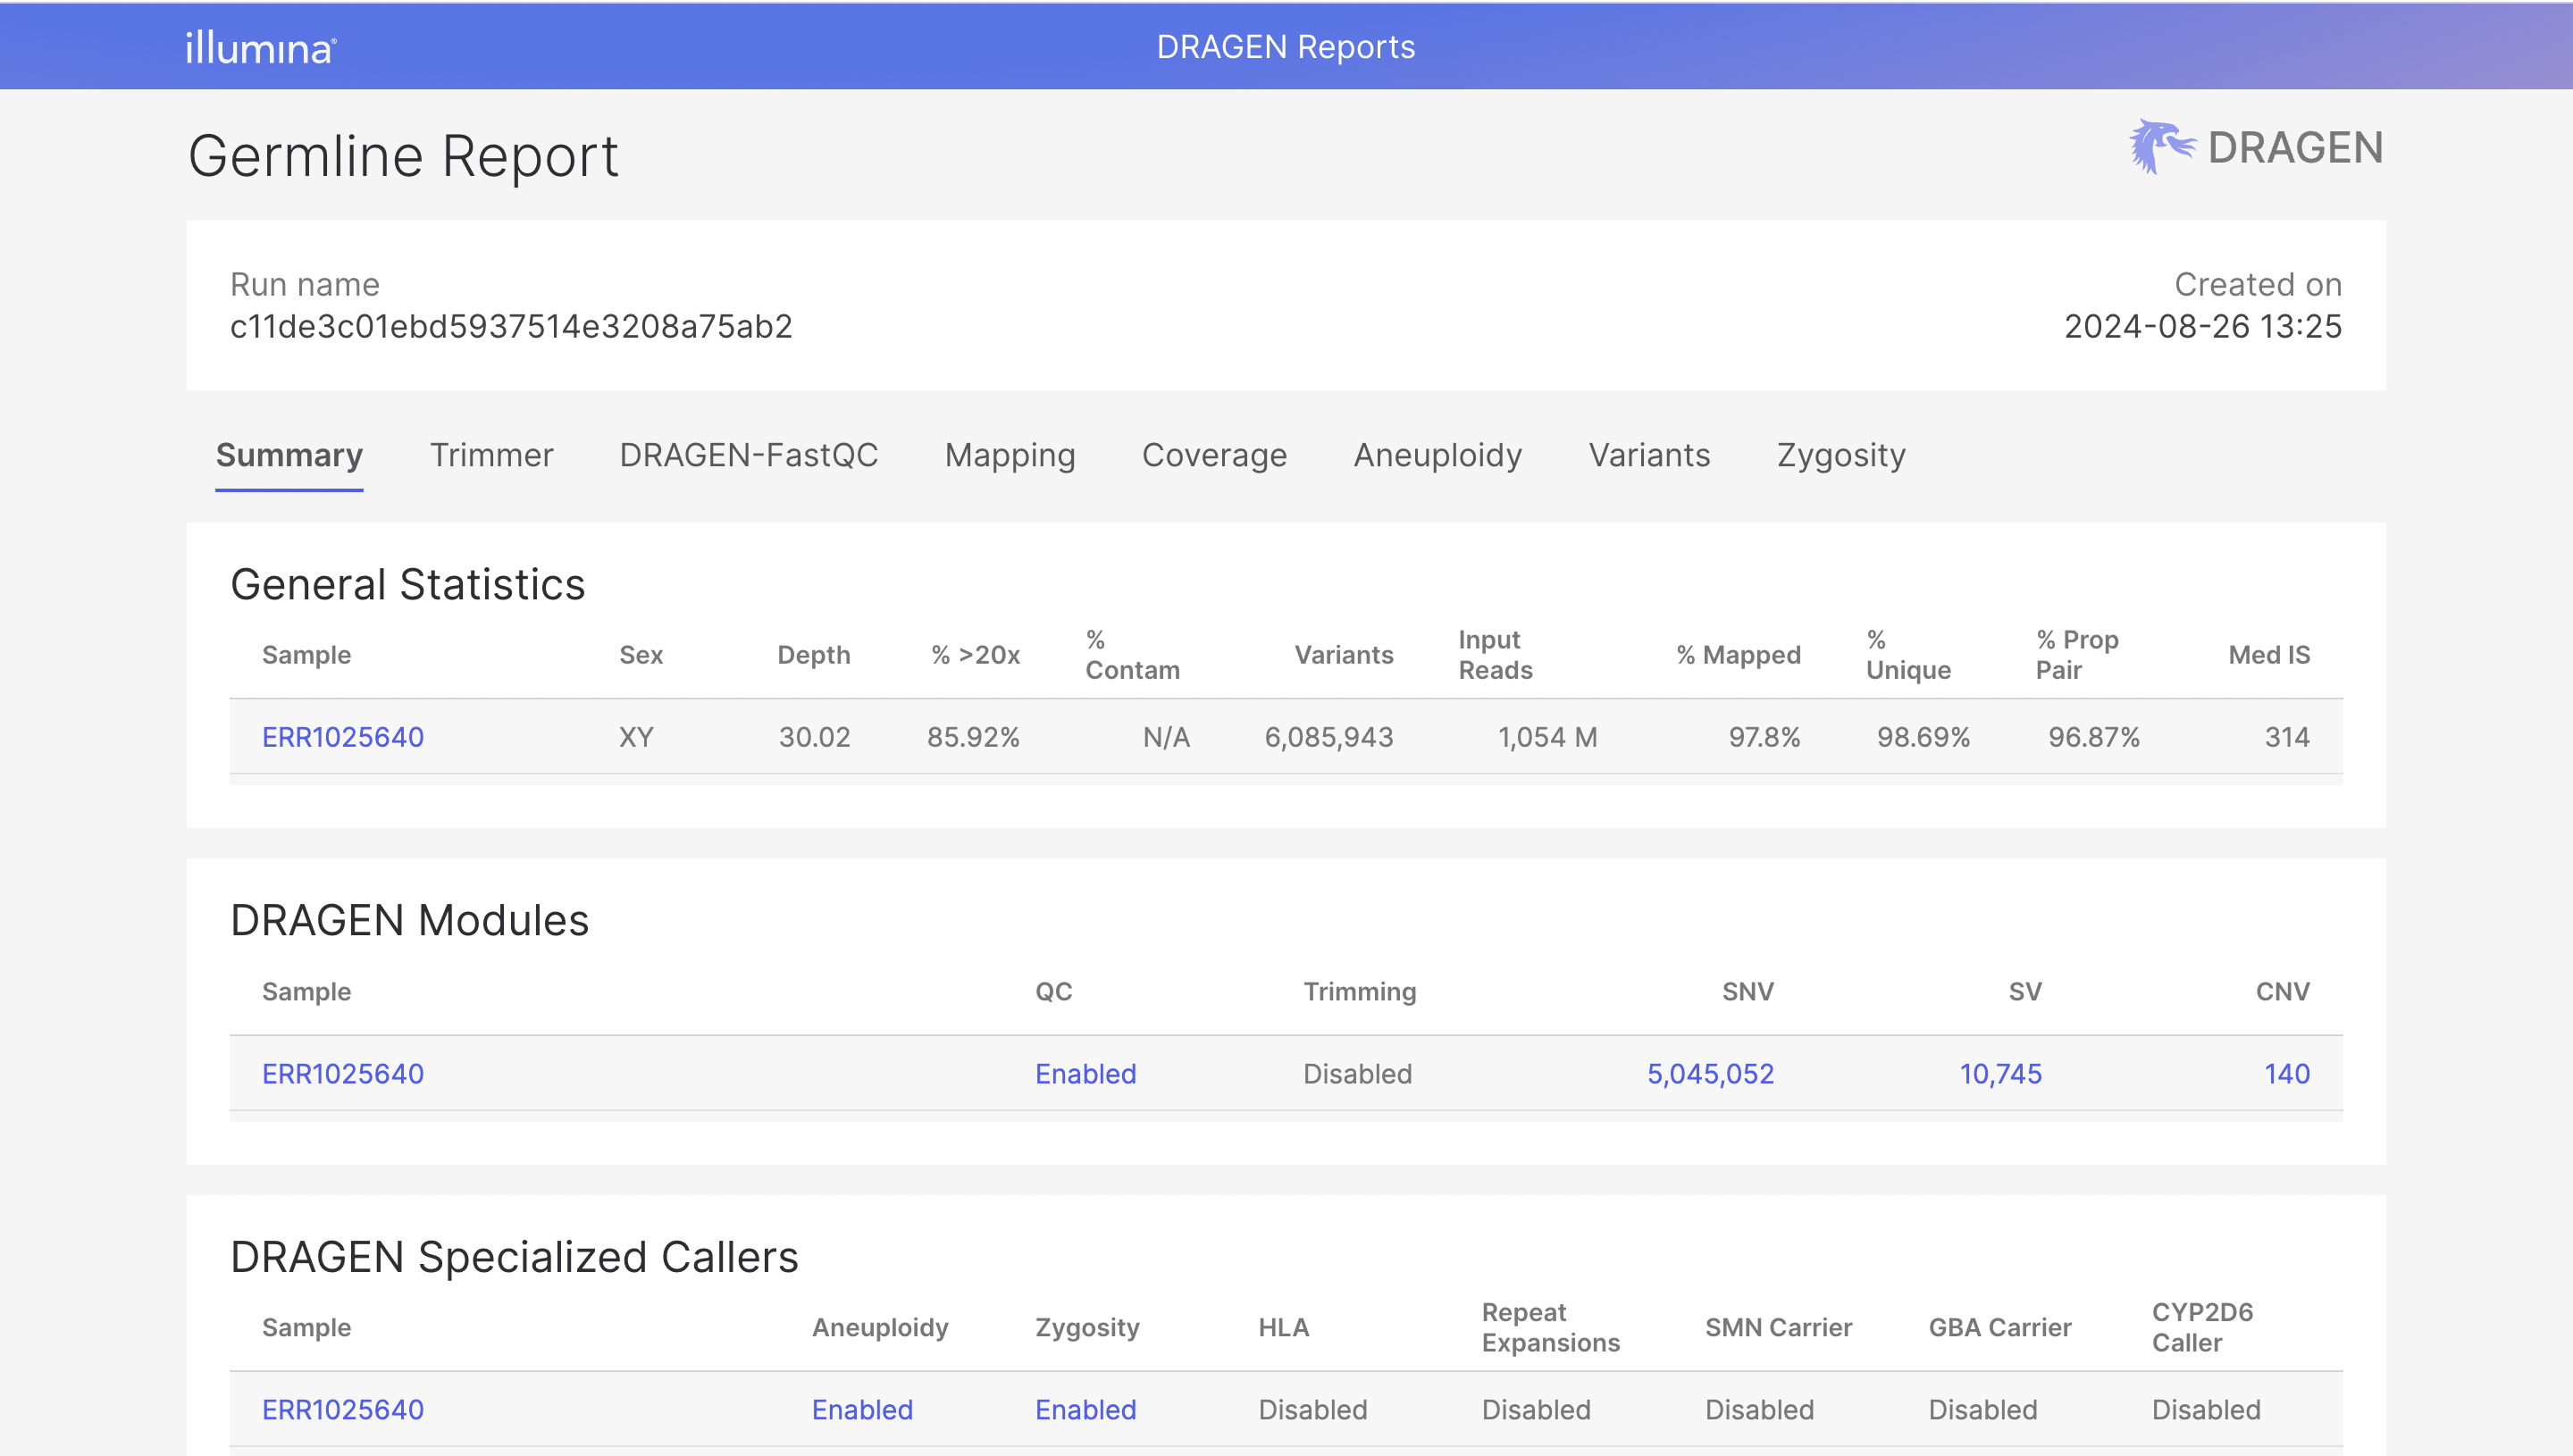 illumina®
DRAGEN Reports
Germline Report
DRAGEN
Run name
Created on
c11de3c01ebd5937514e3208a75ab2
2024-08-26 13:25
Summary Trimmer DRAGEN-FastQC Mapping Coverage Aneuploidy Variants Zygosity
General Statistics
Sample Sex Depth % >20x % Contam Variants Input Reads % Mapped % Unique % Prop Pair Med IS
ERR1025640 XY 30.02 85.92% N/A 6,085,943 1,054 M 97.8% 98.69% 96.87% 314
DRAGEN Modules
Sample QC Trimming SNV SV CNV
ERR1025640 Enabled Disabled 5,045,052 10,745 140
DRAGEN Specialized Callers
Sample Aneuploidy Zygosity HLA Repeat Expansions SMN Carrier GBA Carrier CYP2D6 Caller
ERR1025640 Enabled Enabled Disabled Disabled Disabled Disabled Disabled